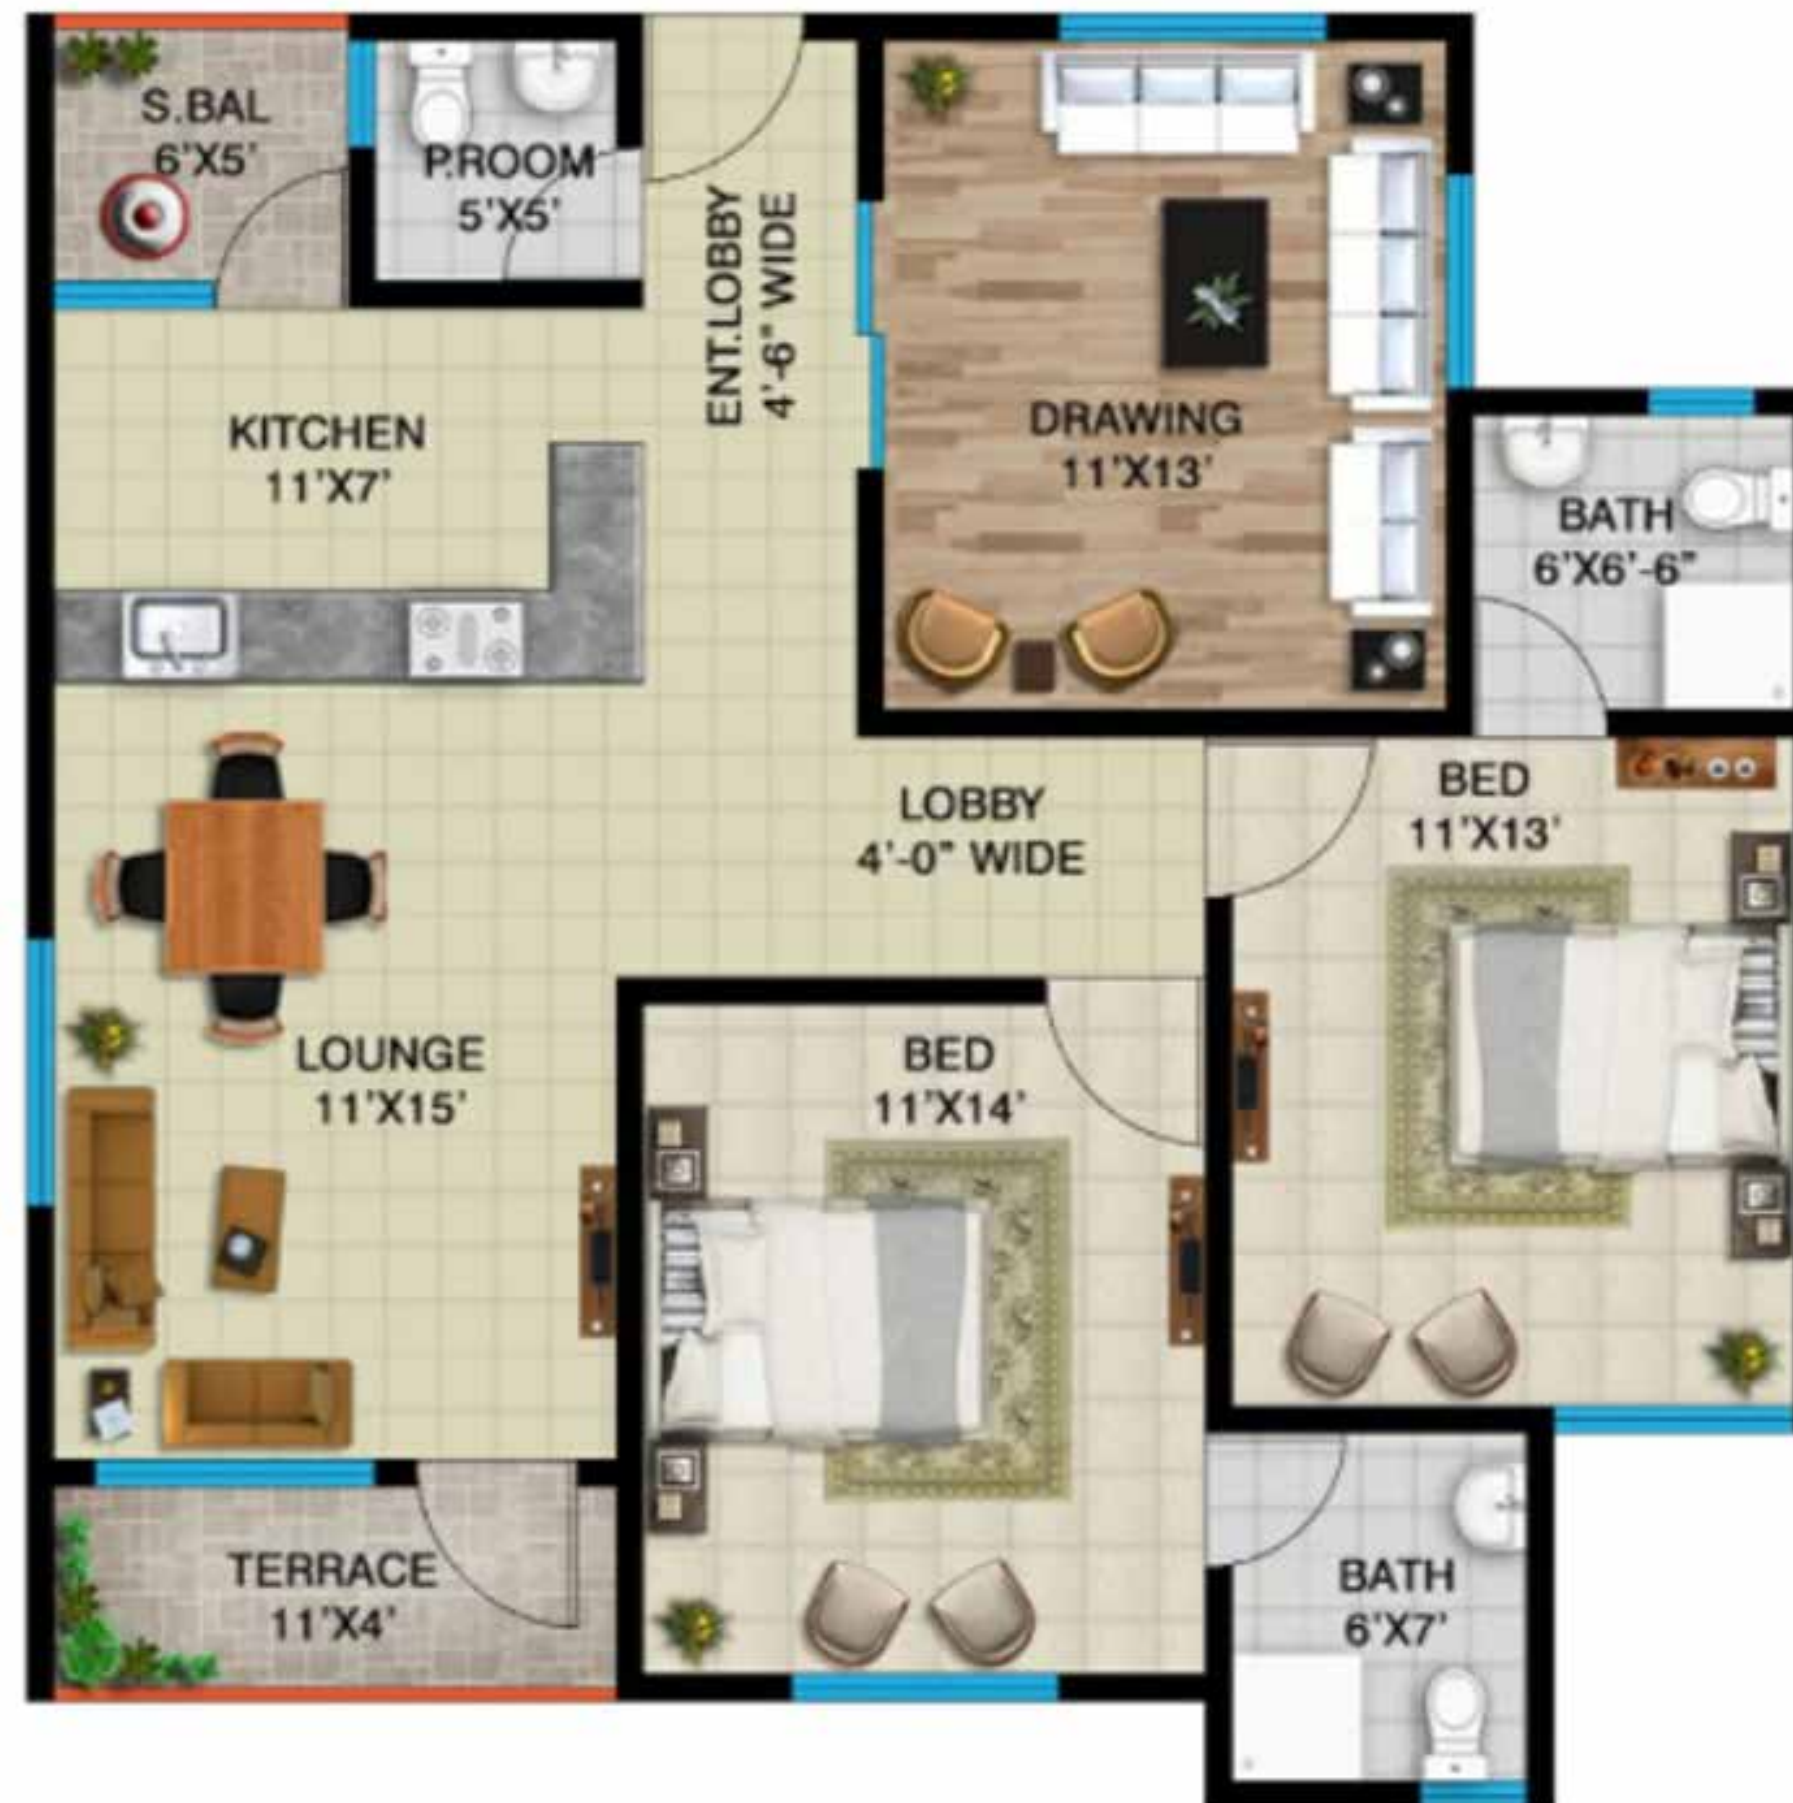 S.BAL
6'X5'
P.ROOM
5'X5'
ENT.LOBBY
4'-6" WIDE
KITCHEN
11'X7'
DRAWING
11'X13'
BATH
6'X6'-6"
LOBBY
4'-0" WIDE
BED
11'X13'
LOUNGE
11'X15'
BED
11'X14'
TERRACE
11'X4'
BATH
6'X7'